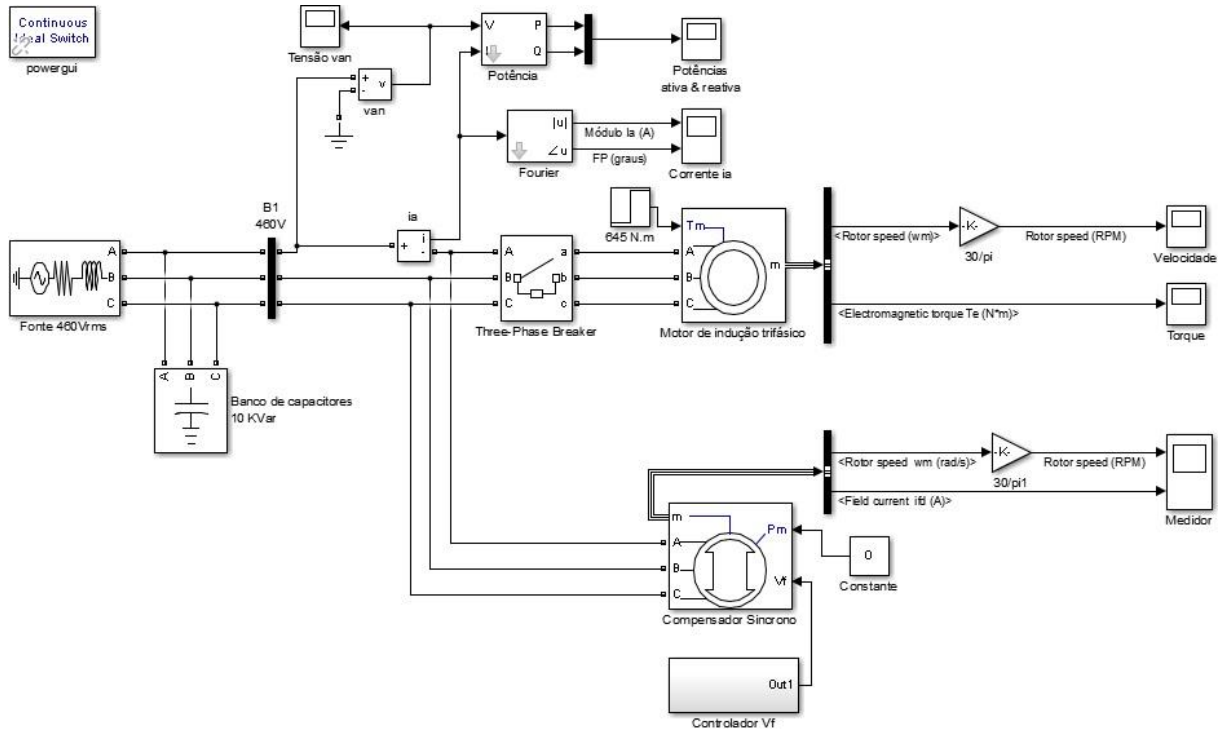 Continuous
Ideal Switch
powergui
Tensão van
+
-
v
van
V
I
P
Q
Potência
Potências
ativa & reativa
|u|
∠u
Módulo Ia (A)
FP (graus)
Fourier
Corrente ia
B1
460V
ia
+
i
-
A
B
C
Fonte 460Vrms
A
B
C
Banco de capacitores
10 KVar
A
B
C
a
b
c
Three-Phase Breaker
645 N.m
Tm
A
B
C
m
Motor de indução trifásico
<Rotor speed (wm)>
-K-
30/pi
Rotor speed (RPM)
Velocidade
<Electromagnetic torque Te (N*m)>
Torque
<Rotor speed wm (rad/s)>
-K-
30/pi1
Rotor speed (RPM)
<Field current ifd (A)>
Medidor
m
A
B
C
Pm
Vf
Compensador Síncrono
0
Constante
Out1
Controlador Vf